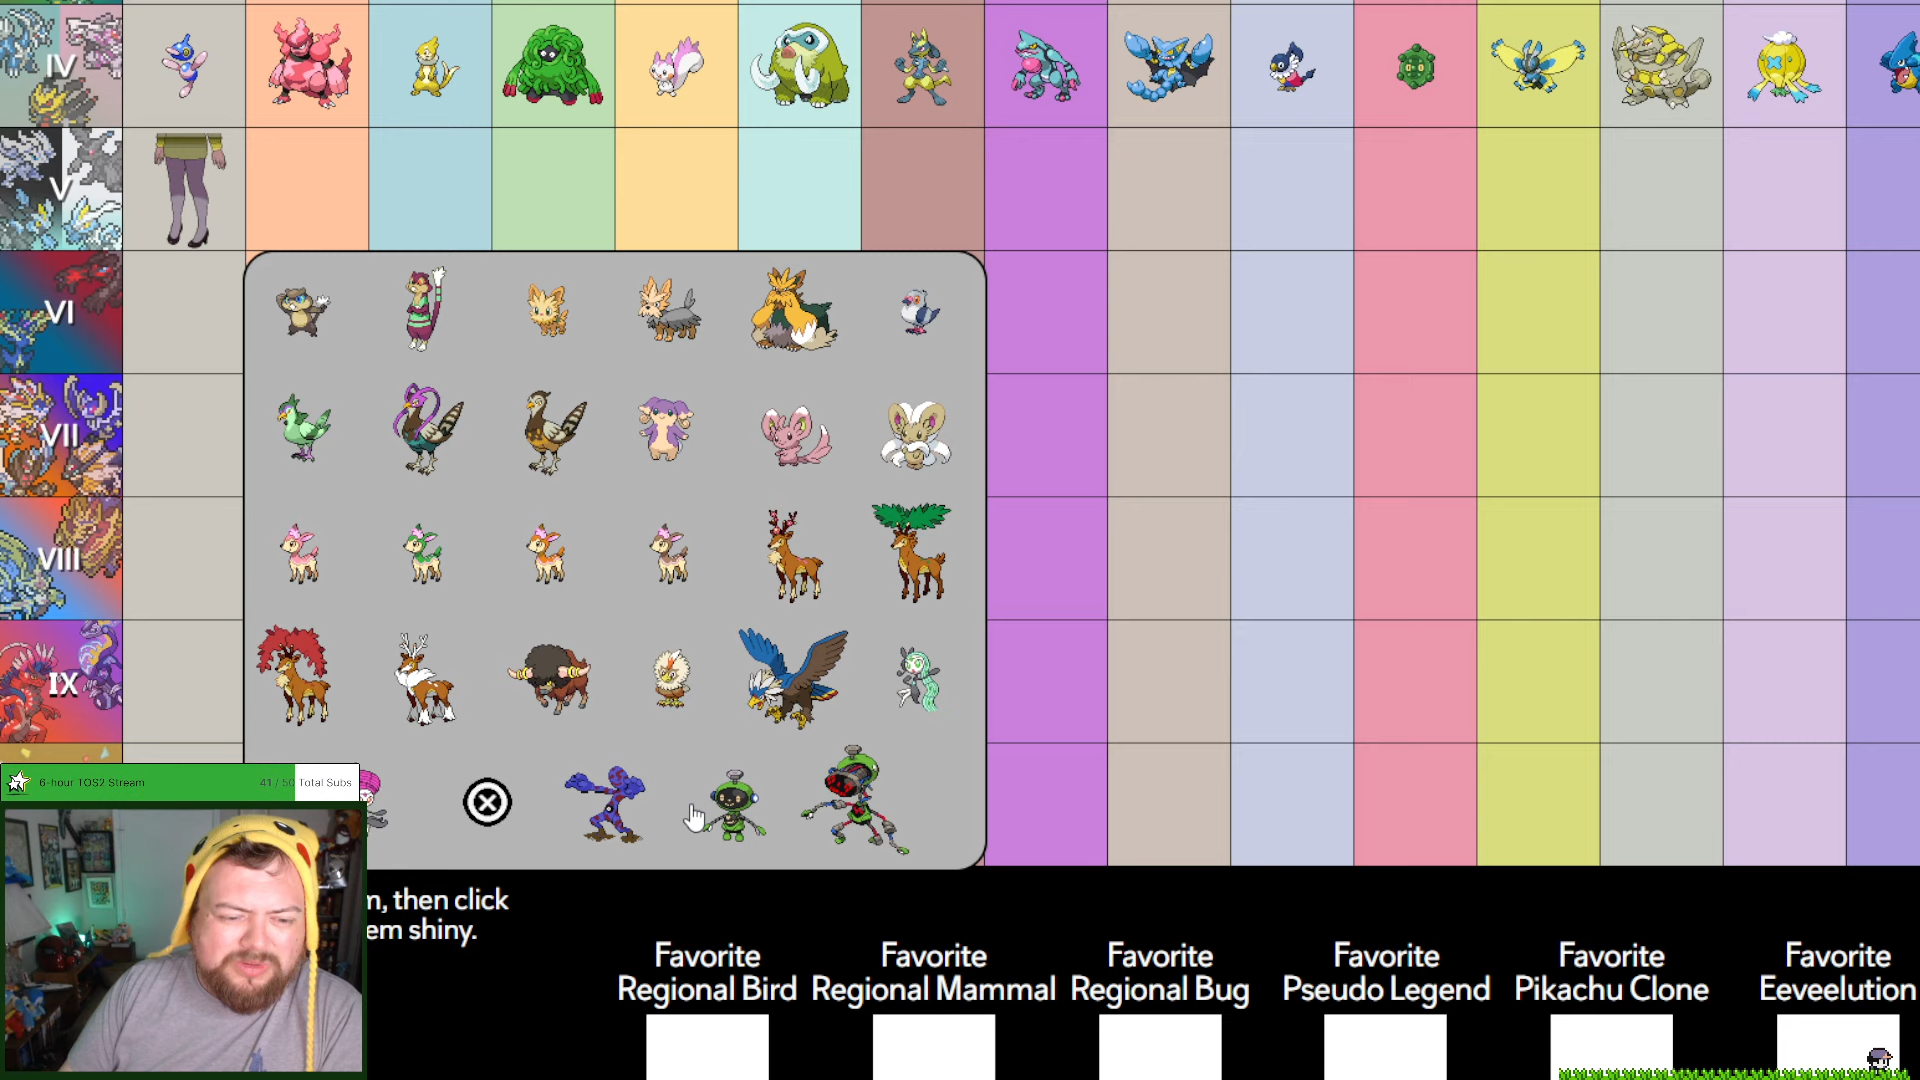 IV
V
VI
VII
VIII
IX
6-hour TOS2 Stream 41 / 50 Total Subs
, then click
em shiny.
Favorite
Regional Bird
Favorite
Regional Mammal
Favorite
Regional Bug
Favorite
Pseudo Legend
Favorite
Pikachu Clone
Favorite
Eeveelution